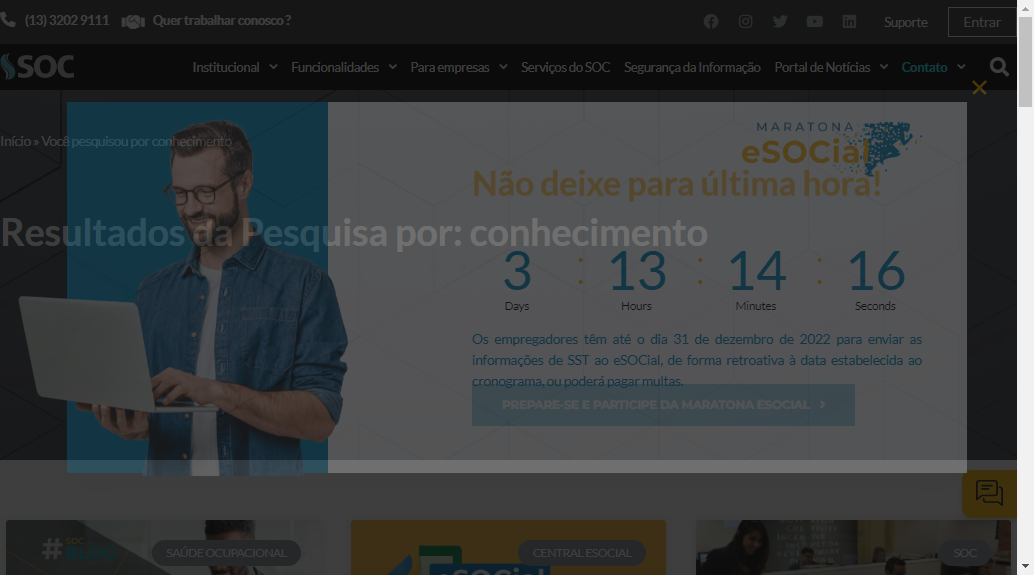 (13) 3202 9111 Quer trabalhar conosco ? Suporte Entrar
SOC Institucional Funcionalidades Para empresas Serviços do SOC Segurança da Informação Portal de Notícias Contato
Início » Você pesquisou por conhecimento
MARATONA
eSOCial
Não deixe para última hora!
Resultados da Pesquisa por: conhecimento
3 : 13 : 14 : 16
Days Hours Minutes Seconds
Os empregadores têm até o dia 31 de dezembro de 2022 para enviar as
informações de SST ao eSOCial, de forma retroativa à data estabelecida ao
cronograma, ou poderá pagar multas.
PREPARE-SE E PARTICIPE DA MARATONA ESOCIAL
#SOC BLOG SAÚDE OCUPACIONAL CENTRAL ESOCIAL SOC
eSOCial